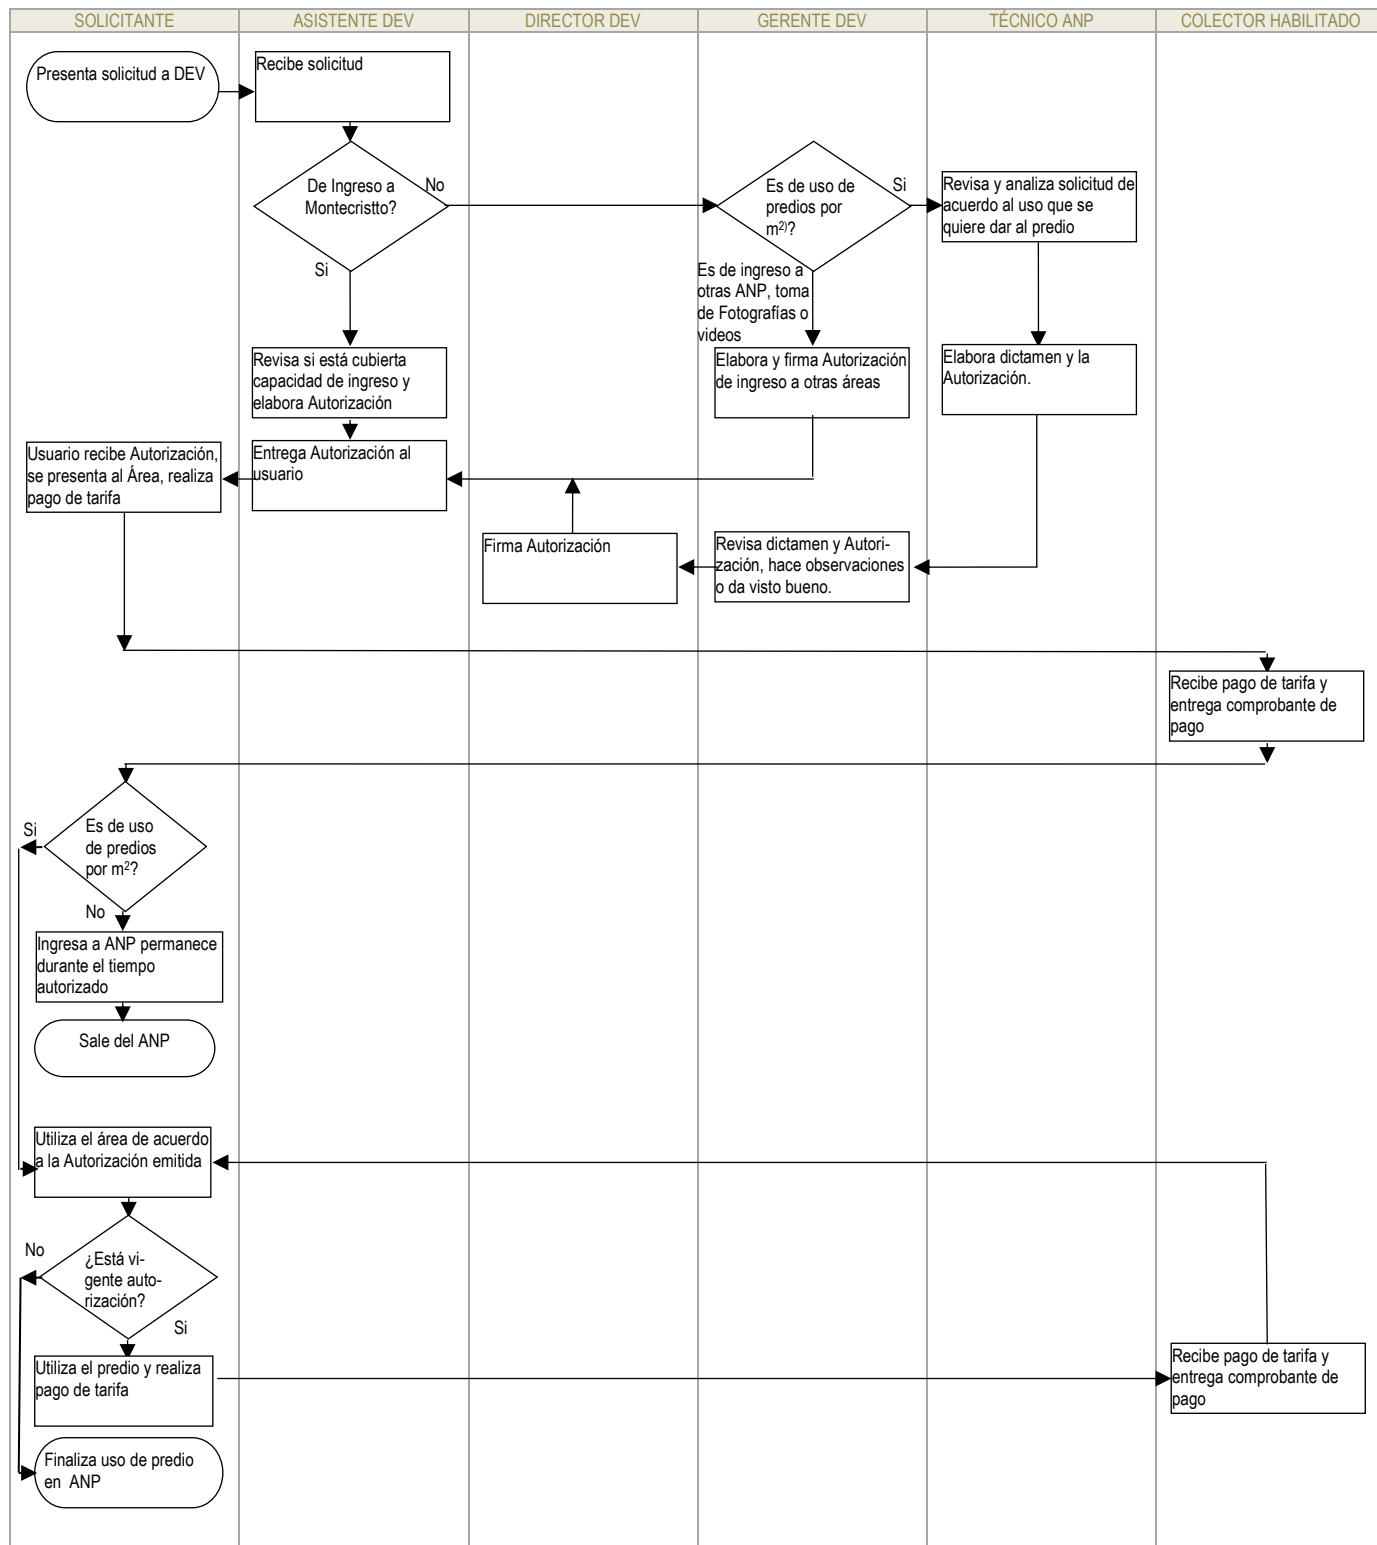 SOLICITANTE
ASISTENTE DEV
DIRECTOR DEV
GERENTE DEV
TÉCNICO ANP
COLECTOR HABILITADO
Presenta solicitud a DEV
Recibe solicitud
De Ingreso a
Montecristto?
No
Si
Es de uso de
predios por
m2)?
Si
Revisa y analiza solicitud de
acuerdo al uso que se
quiere dar al predio
Es de ingreso a
otras ANP, toma
de Fotografías o
videos
Revisa si está cubierta
capacidad de ingreso y
elabora Autorización
Elabora y firma Autorización
de ingreso a otras áreas
Elabora dictamen y la
Autorización.
Usuario recibe Autorización,
se presenta al Área, realiza
pago de tarifa
Entrega Autorización al
usuario
Firma Autorización
Revisa dictamen y Autori-
zación, hace observaciones
o da visto bueno.
Recibe pago de tarifa y
entrega comprobante de
pago
Si
Es de uso
de predios
por m2?
No
Ingresa a ANP permanece
durante el tiempo
autorizado
Sale del ANP
Utiliza el área de acuerdo
a la Autorización emitida
No
¿Está vi-
gente auto-
rización?
Si
Utiliza el predio y realiza
pago de tarifa
Recibe pago de tarifa y
entrega comprobante de
pago
Finaliza uso de predio
en ANP